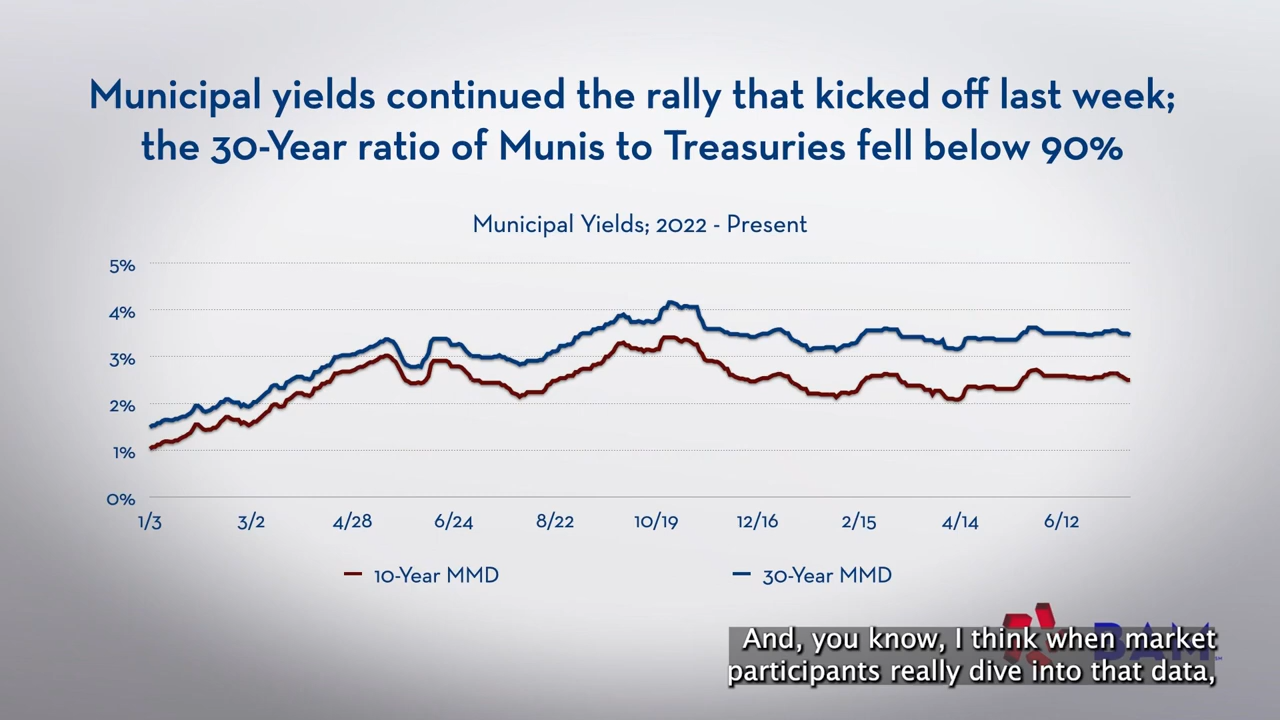 Municipal yields continued the rally that kicked off last week;
the 30-Year ratio of Munis to Treasuries fell below 90%
Municipal Yields; 2022 - Present
5%
4%
3%
2%
1%
0%
1/3 3/2 4/28 6/24 8/22 10/19 12/16 2/15 4/14 6/12
10-Year MMD 30-Year MMD
BAM
And, you know, I think when market
participants really dive into that data,